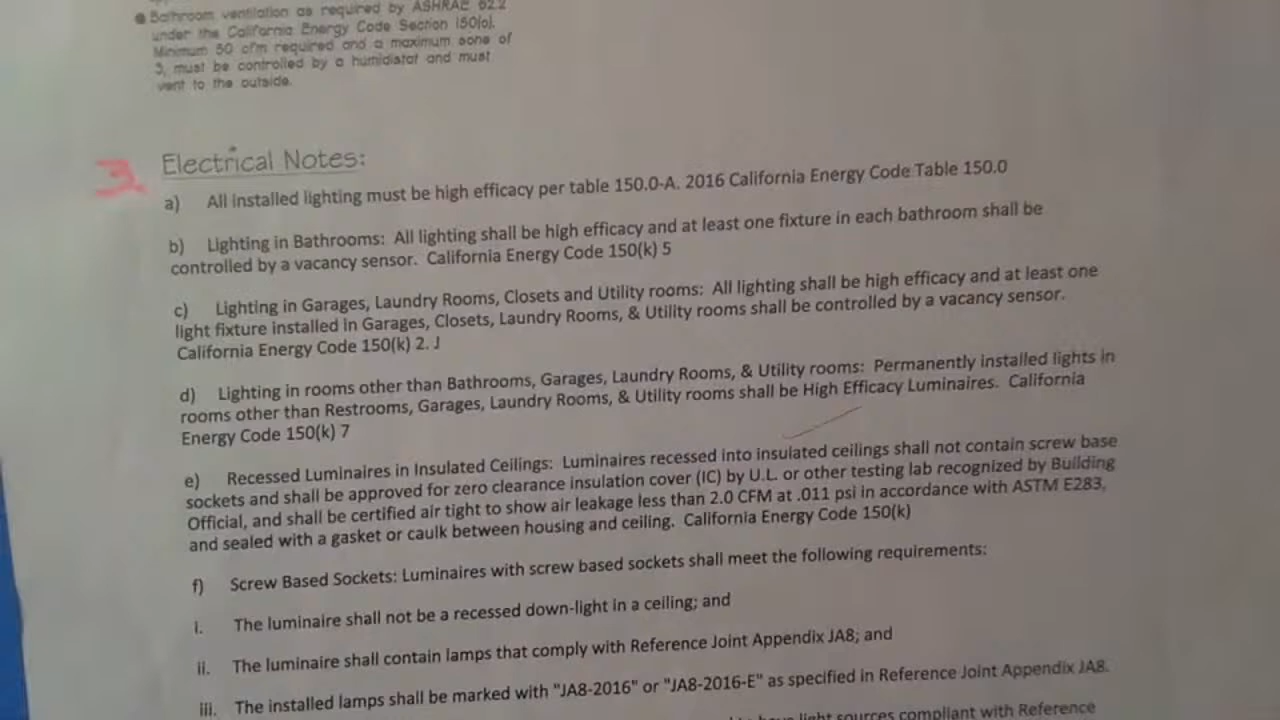 Bathroom ventilation as required by ASHRAE 62.2
under the California Energy Code Section 150(o).
Minimum 50 cfm required and a maximum sone of
3, must be controlled by a humidistat and must
vent to the outside.
3.
Electrical Notes:
a) All installed lighting must be high efficacy per table 150.0-A. 2016 California Energy Code Table 150.0
b) Lighting in Bathrooms: All lighting shall be high efficacy and at least one fixture in each bathroom shall be
controlled by a vacancy sensor. California Energy Code 150(k) 5
c) Lighting in Garages, Laundry Rooms, Closets and Utility rooms: All lighting shall be high efficacy and at least one
light fixture installed in Garages, Closets, Laundry Rooms, & Utility rooms shall be controlled by a vacancy sensor.
California Energy Code 150(k) 2. J
d) Lighting in rooms other than Bathrooms, Garages, Laundry Rooms, & Utility rooms: Permanently installed lights in
rooms other than Restrooms, Garages, Laundry Rooms, & Utility rooms shall be High Efficacy Luminaires. California
Energy Code 150(k) 7
e) Recessed Luminaires in Insulated Ceilings: Luminaires recessed into insulated ceilings shall not contain screw base
sockets and shall be approved for zero clearance insulation cover (IC) by U.L. or other testing lab recognized by Building
Official, and shall be certified air tight to show air leakage less than 2.0 CFM at .011 psi in accordance with ASTM E283,
and sealed with a gasket or caulk between housing and ceiling. California Energy Code 150(k)
f) Screw Based Sockets: Luminaires with screw based sockets shall meet the following requirements:
i. The luminaire shall not be a recessed down-light in a ceiling; and
ii. The luminaire shall contain lamps that comply with Reference Joint Appendix JA8; and
iii. The installed lamps shall be marked with "JA8-2016" or "JA8-2016-E" as specified in Reference Joint Appendix JA8.
light sources compliant with Reference